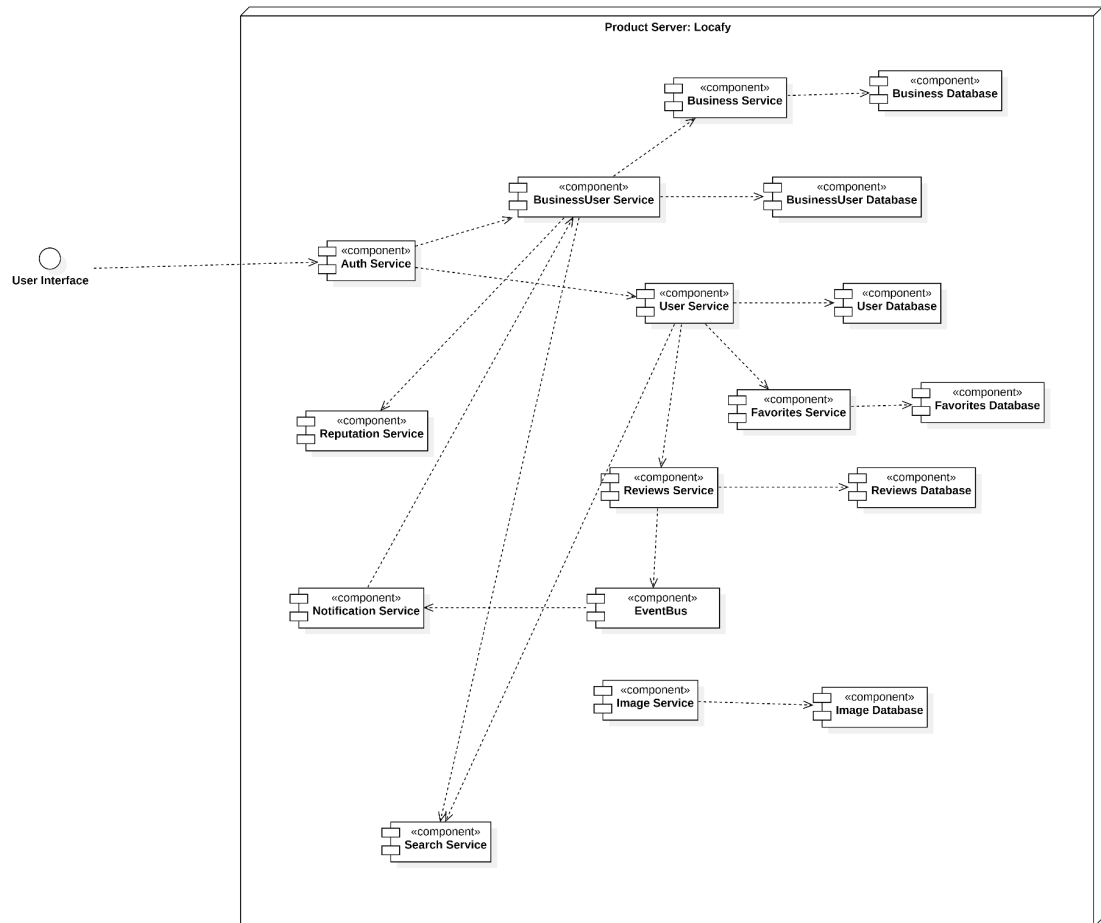 Product Server: Locafy
«component»
Business Service
«component»
Business Database
«component»
BusinessUser Service
«component»
BusinessUser Database
«component»
Auth Service
User Interface
«component»
User Service
«component»
User Database
«component»
Favorites Service
«component»
Favorites Database
«component»
Reputation Service
«component»
Reviews Service
«component»
Reviews Database
«component»
Notification Service
«component»
EventBus
«component»
Image Service
«component»
Image Database
«component»
Search Service